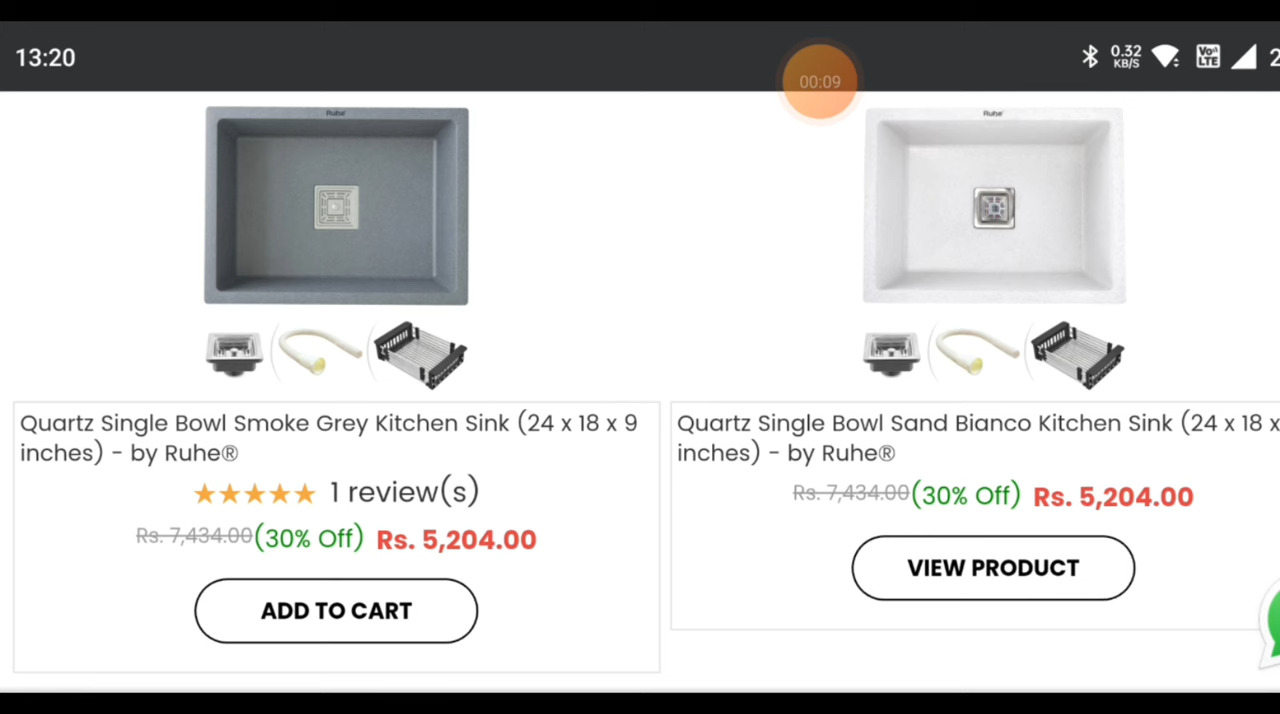 13:20
0.32
KB/S
Vo
LTE
2
00:09
Ruhe
Ruhe
Quartz Single Bowl Smoke Grey Kitchen Sink (24 x 18 x 9
inches) - by Ruhe®
1 review(s)
Rs. 7,434.00(30% Off) Rs. 5,204.00
ADD TO CART
Quartz Single Bowl Sand Bianco Kitchen Sink (24 x 18 x
inches) - by Ruhe®
Rs. 7,434.00(30% Off) Rs. 5,204.00
VIEW PRODUCT